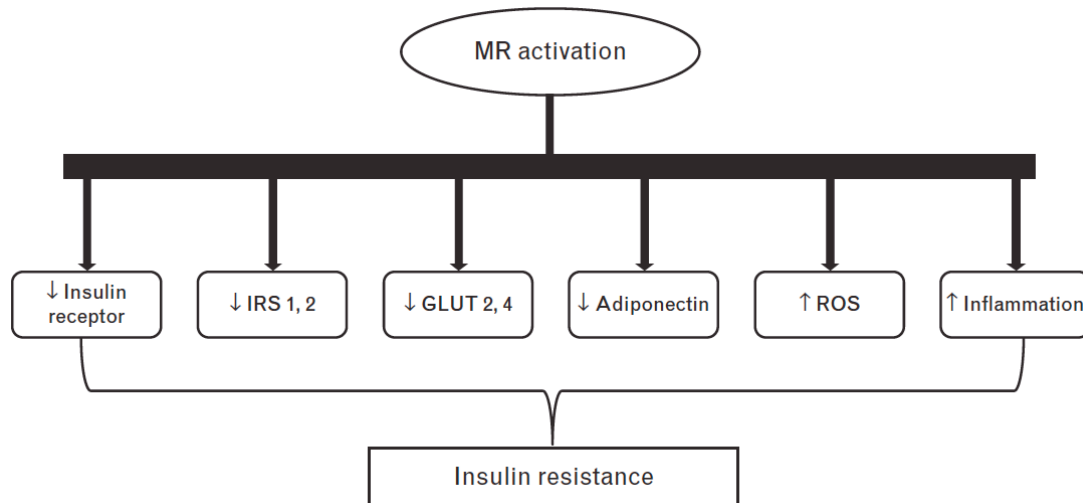 MR activation
↓ Insulin
receptor
↓ IRS 1, 2
↓ GLUT 2, 4
↓ Adiponectin
↑ ROS
↑ Inflammation
Insulin resistance